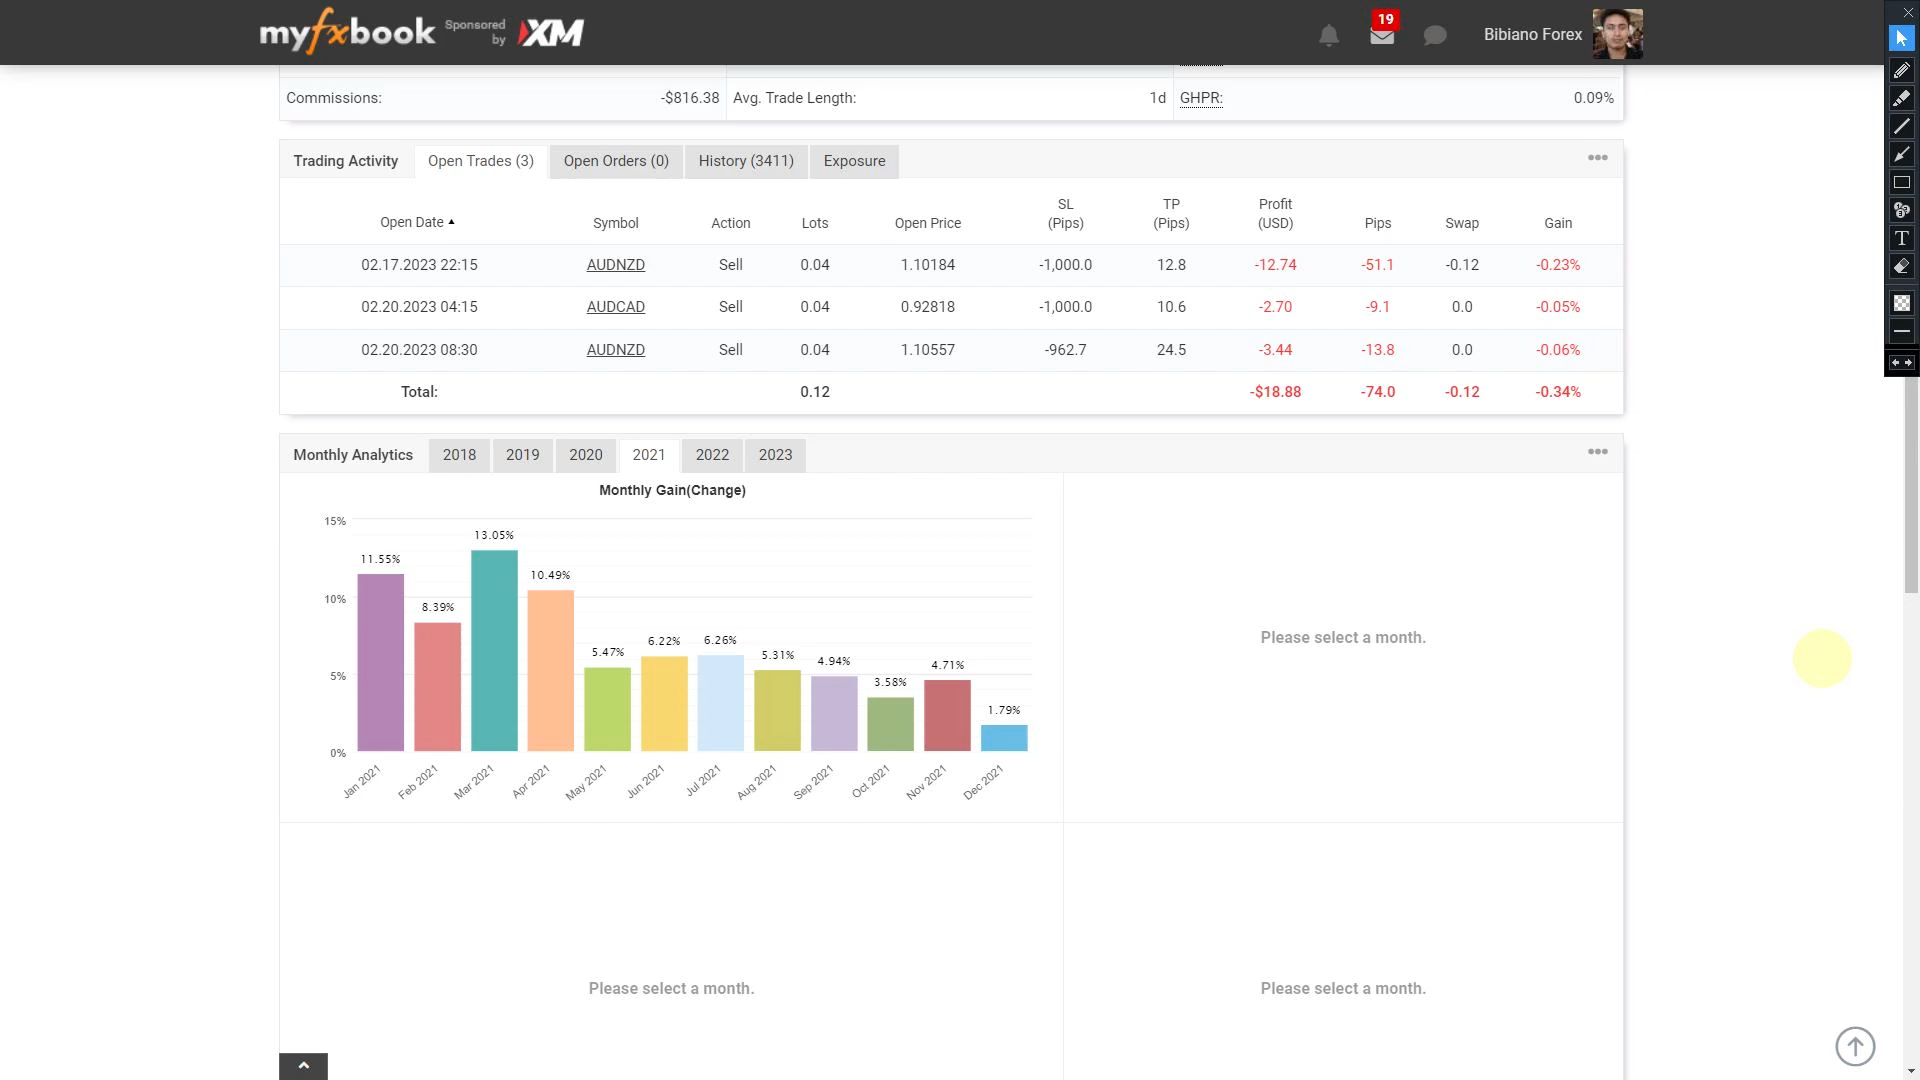 myfxbook Sponsored by XM
19
Bibiano Forex
Commissions: -$816.38 Avg. Trade Length: 1d GHPR: 0.09%
Trading Activity Open Trades (3) Open Orders (0) History (3411) Exposure
Open Date Symbol Action Lots Open Price SL (Pips) TP (Pips) Profit (USD) Pips Swap Gain
02.17.2023 22:15 AUDNZD Sell 0.04 1.10184 -1,000.0 12.8 -12.74 -51.1 -0.12 -0.23%
02.20.2023 04:15 AUDCAD Sell 0.04 0.92818 -1,000.0 10.6 -2.70 -9.1 0.0 -0.05%
02.20.2023 08:30 AUDNZD Sell 0.04 1.10557 -962.7 24.5 -3.44 -13.8 0.0 -0.06%
Total: 0.12 -$18.88 -74.0 -0.12 -0.34%
Monthly Analytics 2018 2019 2020 2021 2022 2023
Monthly Gain(Change)
15%
10%
5%
0%
11.55%
8.39%
13.05%
10.49%
5.47%
6.22%
6.26%
5.31%
4.94%
3.58%
4.71%
1.79%
Jan 2021
Feb 2021
Mar 2021
Apr 2021
May 2021
Jun 2021
Jul 2021
Aug 2021
Sep 2021
Oct 2021
Nov 2021
Dec 2021
Please select a month.
Please select a month.
Please select a month.
T